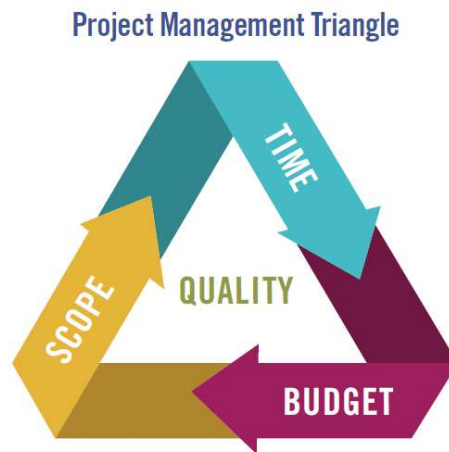 Project Management Triangle
TIME
SCOPE
QUALITY
BUDGET